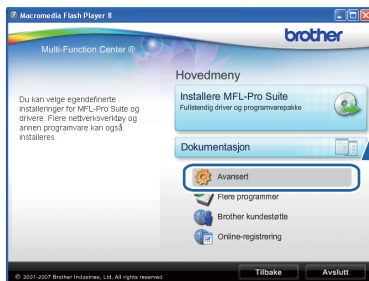 Macromedia Flash Player 8
brother
Multi-Function Center ®
Hovedmeny
Du kan velge egendefinerte
installeringer for MFL-Pro Suite og
drivere. Flere nettverksverktøy og
annen programvare kan også
installeres.
Installere MFL-Pro Suite
Fullstendig driver og programvarepakke
Dokumentasjon
Avansert
Flere programmer
Brother kundestøtte
Online-registrering
© 2001-2007 Brother Industries, Ltd. All rights reserved.
Tilbake
Avslutt